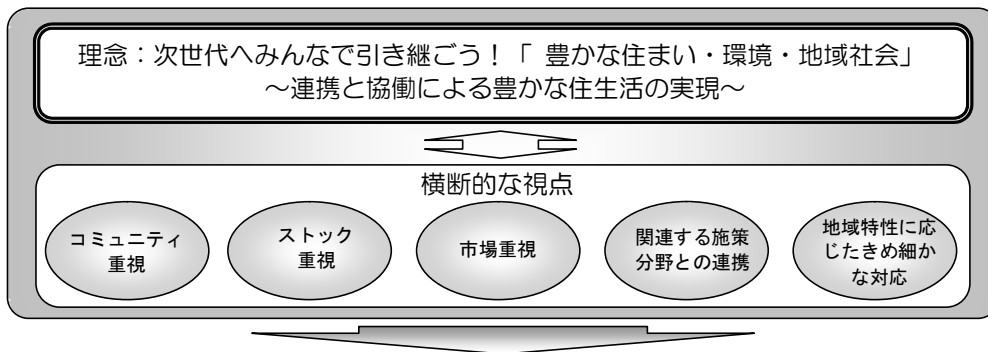 理念：次世代へみんなで引き継ごう！「 豊かな住まい・環境・地域社会」
～連携と協働による豊かな住生活の実現～
横断的な視点
コミュニティ
重視
ストック
重視
市場重視
関連する施策
分野との連携
地域特性に応
じたきめ細か
な対応